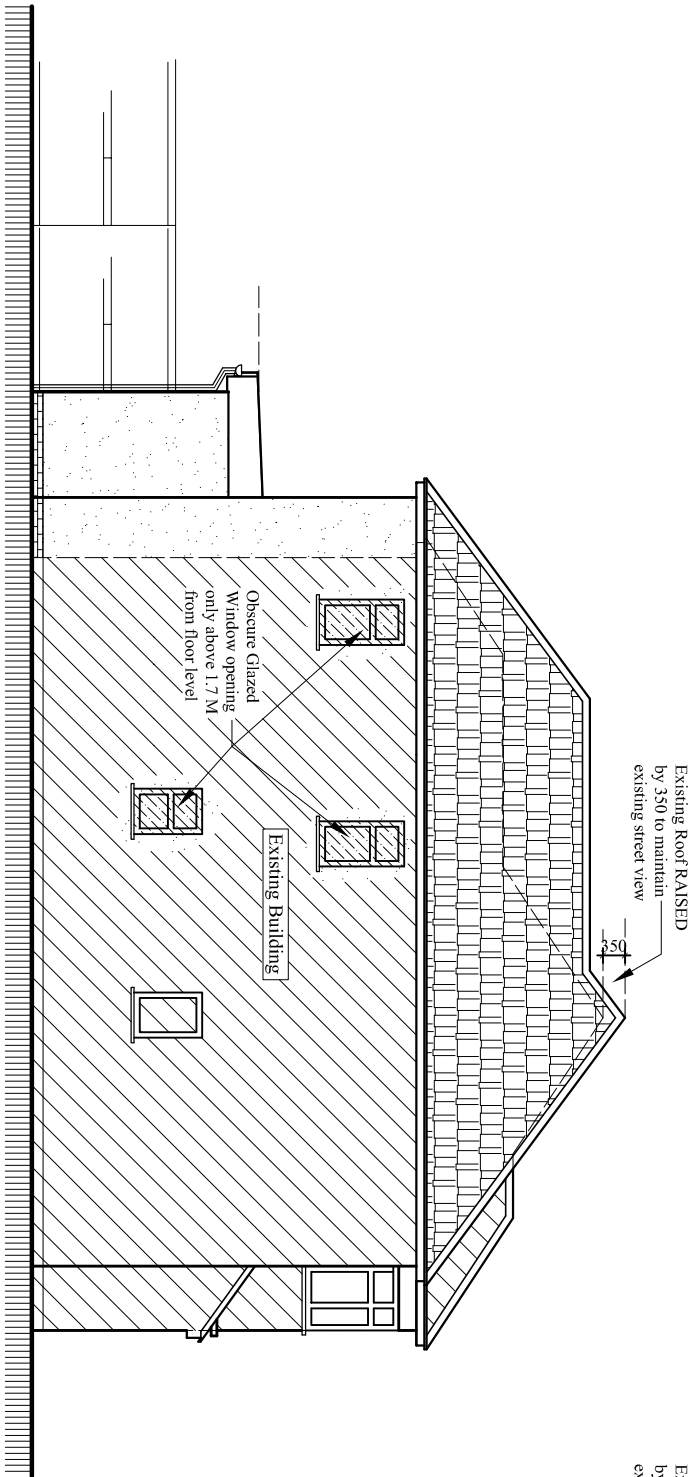 Existing Roof RAISED
by 350 to maintain
existing street view
350
Obscure Glazed
Window opening
only above 1.7 M
from floor level
Existing Building